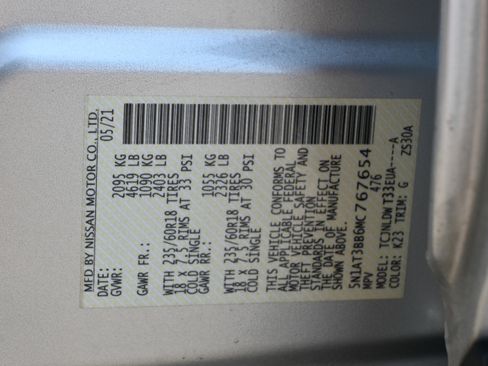 MFD BY NISSAN MOTOR CO., LTD.
DATE: 05/21
GVWR: 2095 KG
4619 LB
GAWR FR.: 1090 KG
2403 LB
WITH 235/60R18 TIRES
18 X 7.5 RIMS AT 33 PSI
COLD SINGLE
GAWR RR.: 1055 KG
2326 LB
WITH 235/60R18 TIRES
18 X 7.5 RIMS AT 30 PSI
COLD SINGLE
THIS VEHICLE CONFORMS TO
ALL APPLICABLE FEDERAL
MOTOR VEHICLE SAFETY AND
THEFT PREVENTION
STANDARDS IN EFFECT ON
THE DATE OF MANUFACTURE
SHOWN ABOVE.
5N1AT3BB6MC767654
MPV 476
MODEL: TCJNLDW T33EUA----A
COLOR: K23 TRIM: G ZS30A